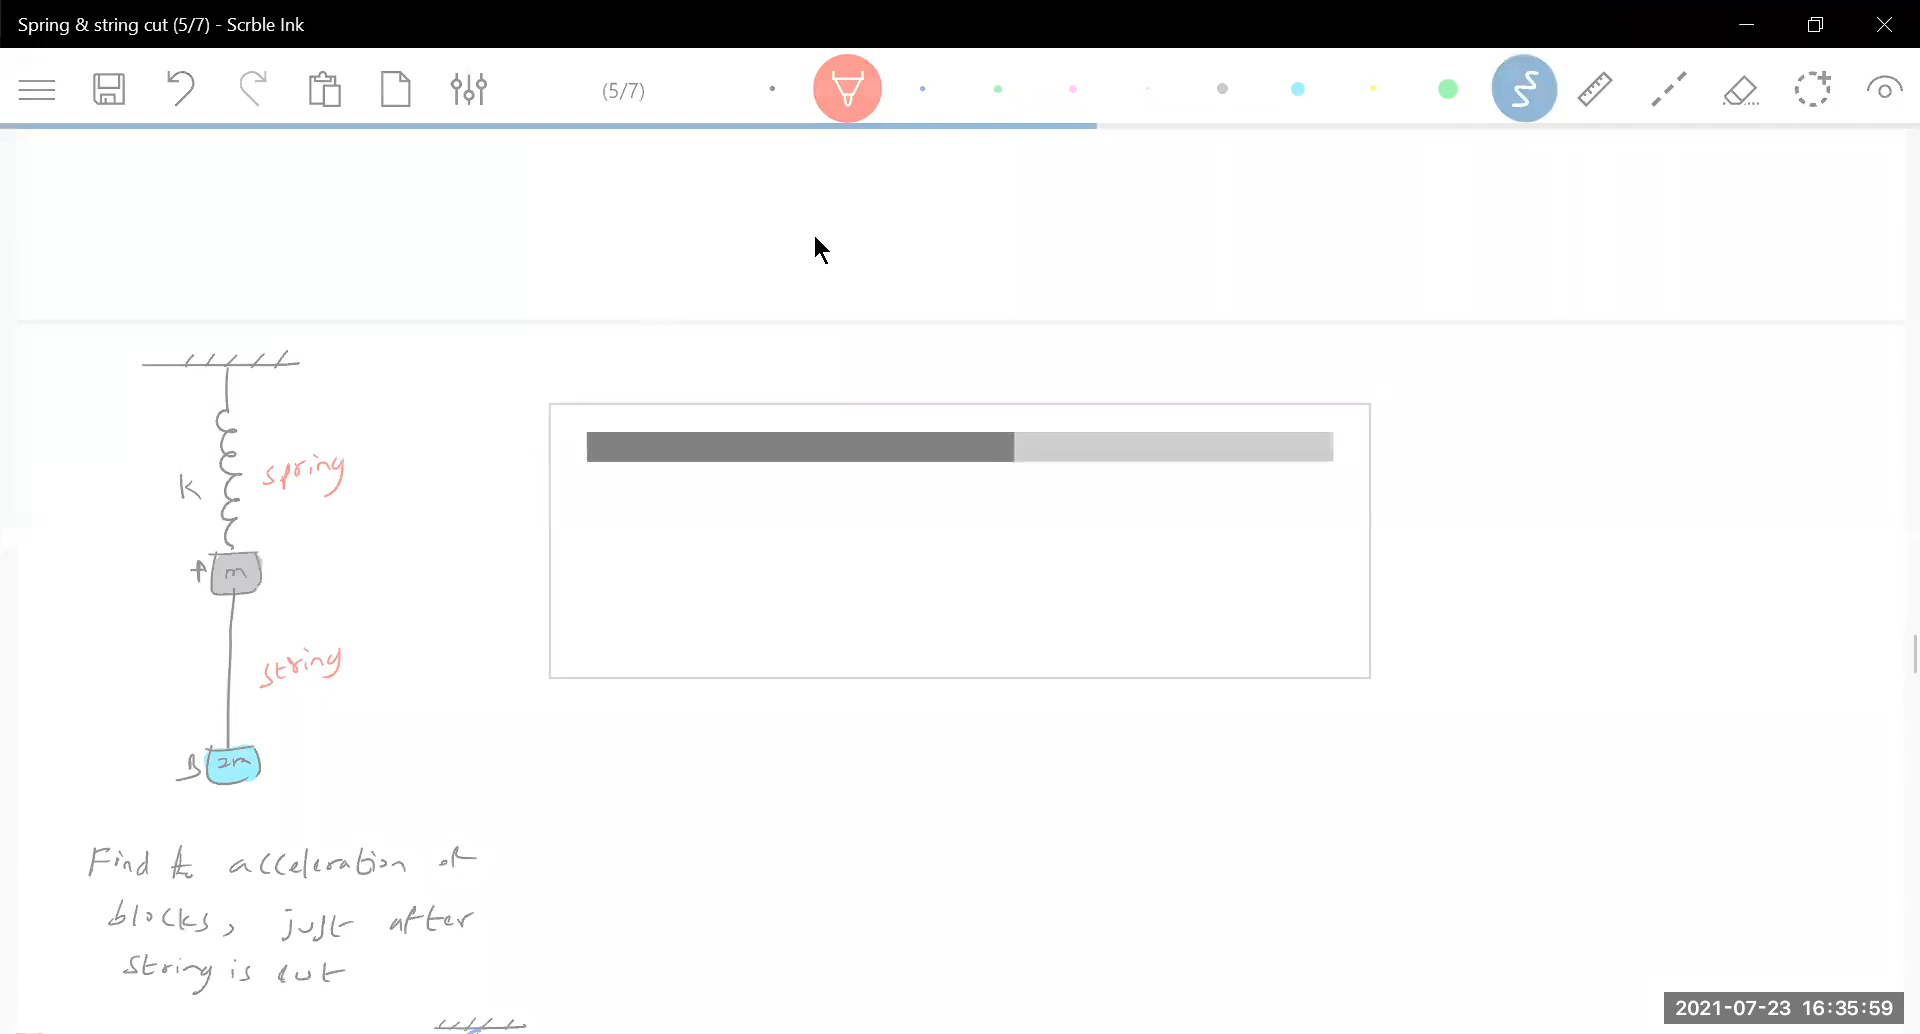 Spring & string cut (5/7) - Scrble Ink
(5/7)
K
spring
A
m
string
B
2m
Find the acceleration of
blocks, just after
string is cut
2021-07-23 16:35:59